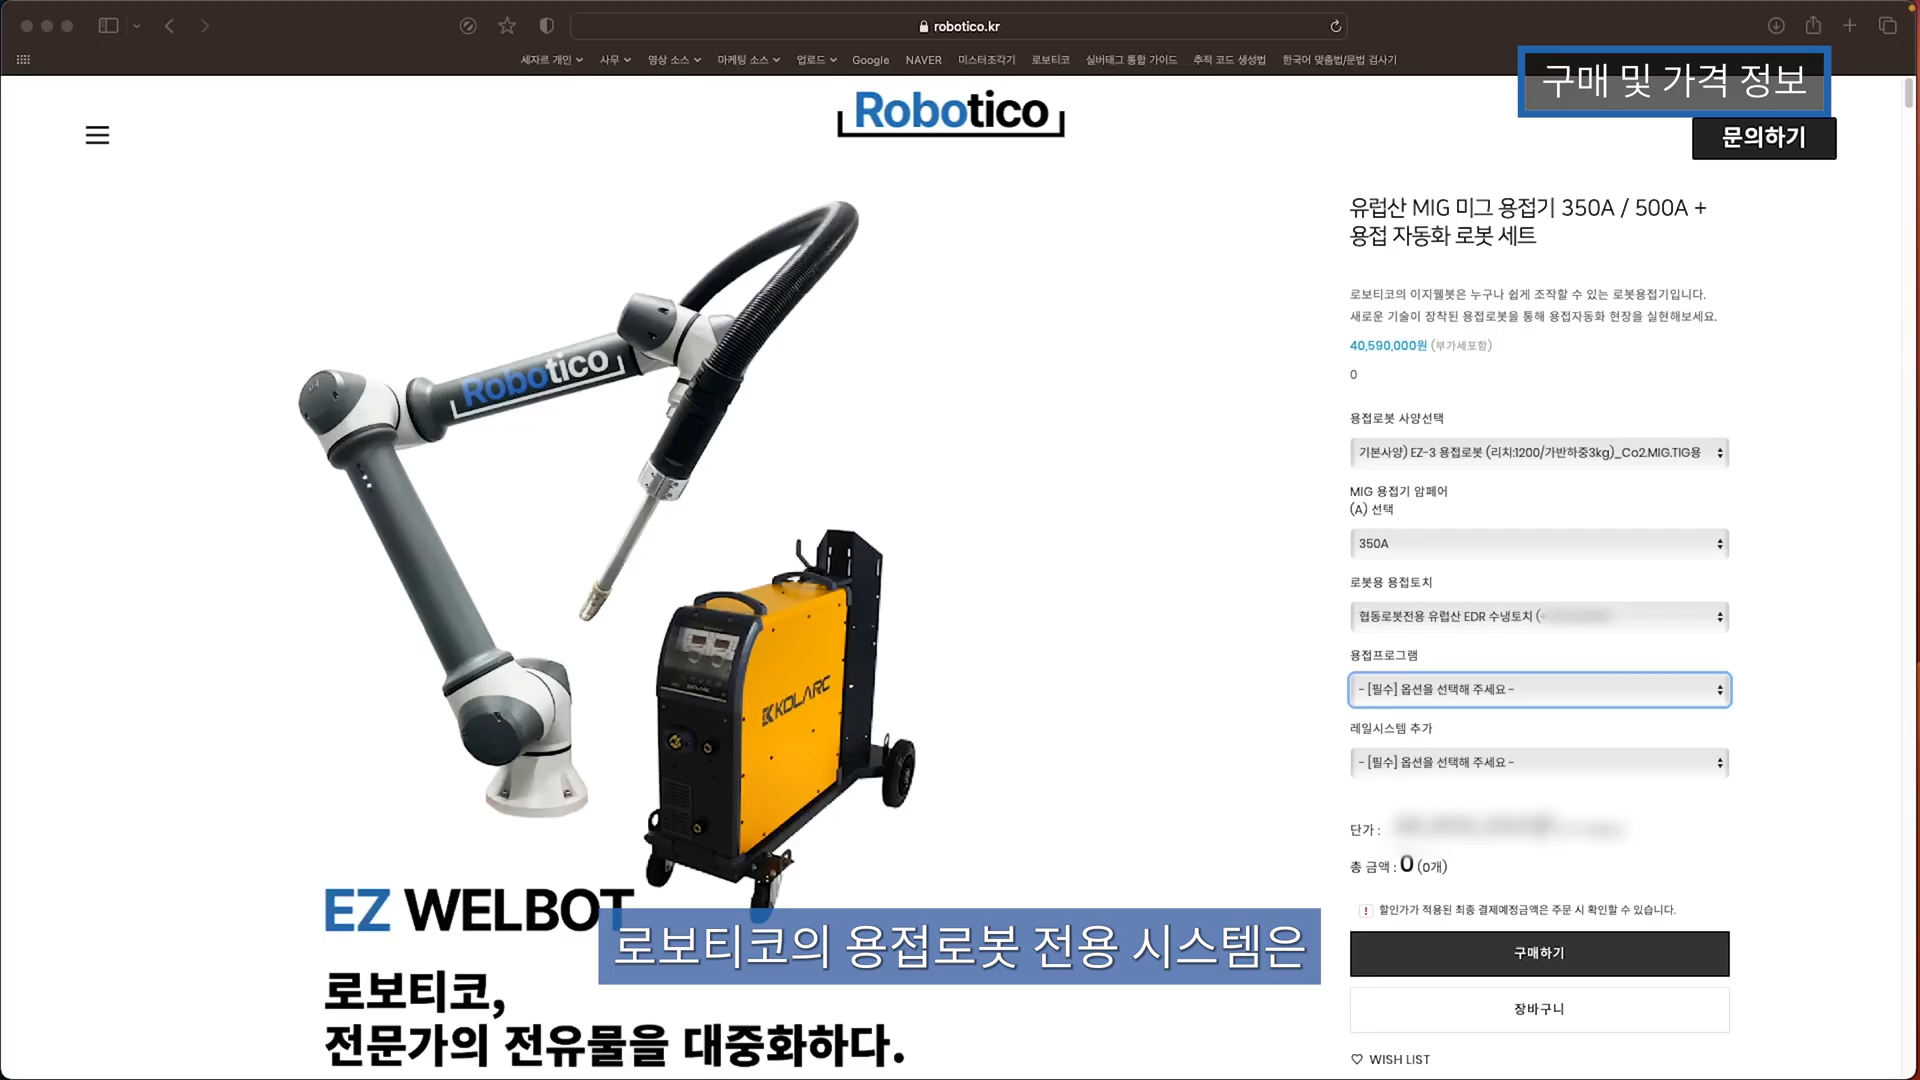 robotico.kr
세자르 개인 사무 영상 소스 마케팅 소스 업로드 Google NAVER 미스터조각기 로보티코 실버태그 통합 가이드 추적 코드 생성법 한국어 맞춤법/문법 검사기
구매 및 가격 정보
Robotico
문의하기
유럽산 MIG 미그 용접기 350A / 500A +
용접 자동화 로봇 세트
로보티코의 이지웰봇은 누구나 쉽게 조작할 수 있는 로봇용접기입니다.
새로운 기술이 장착된 용접로봇을 통해 용접자동화 현장을 실현해보세요.
40,590,000원 (부가세포함)
0
용접로봇 사양선택
기본사양) EZ-3 용접로봇 (리치:1200/가반하중3kg)_Co2.MIG.TIG용
MIG 용접기 암페어
(A) 선택
350A
로봇용 용접토치
협동로봇전용 유럽산 EDR 수냉토치 (
용접프로그램
- [필수] 옵션을 선택해 주세요 -
레일시스템 추가
- [필수] 옵션을 선택해 주세요 -
단가 :
총 금액 : 0 (0개)
! 할인가가 적용된 최종 결제예정금액은 주문 시 확인할 수 있습니다.
구매하기
장바구니
WISH LIST
Robotico
KOLARC
EZ WELBOT
로보티코의 용접로봇 전용 시스템은
로보티코,
전문가의 전유물을 대중화하다.